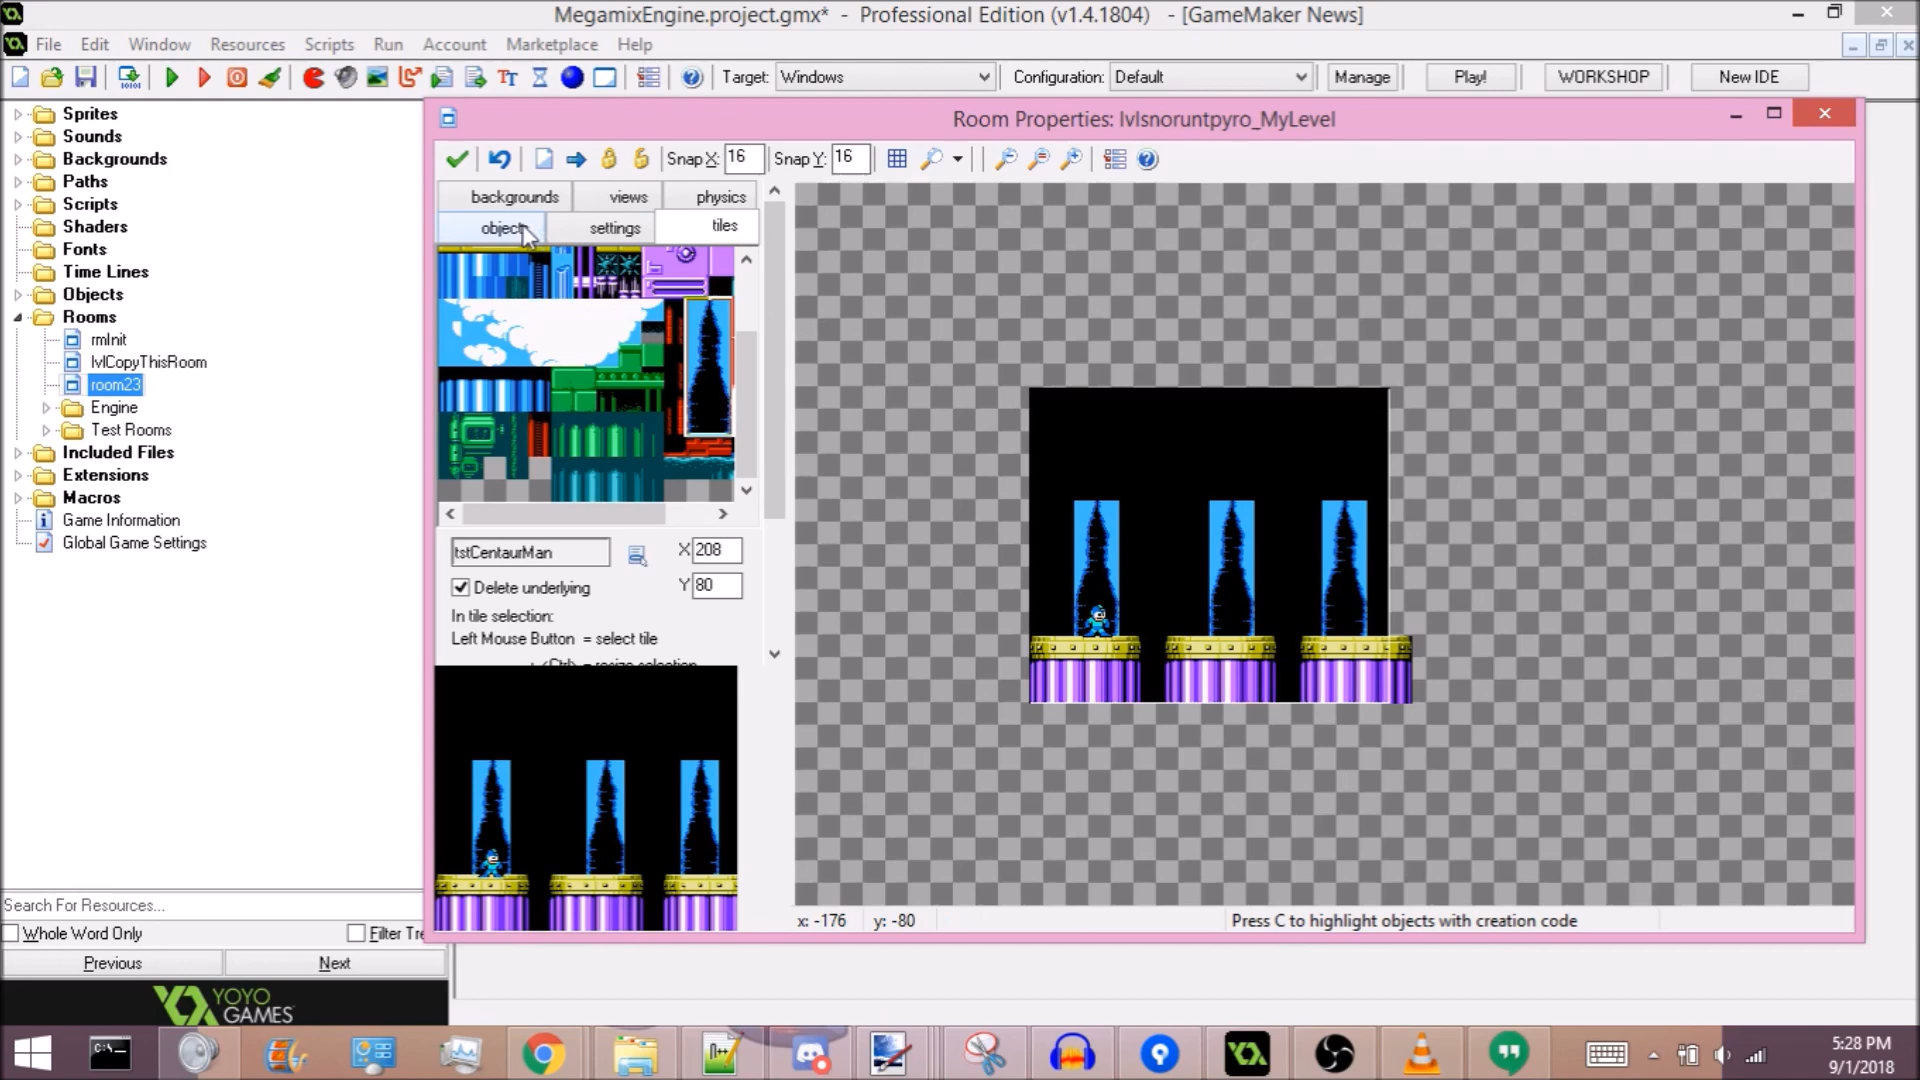 MegamixEngine.project.gmx* - Professional Edition (v1.4.1804) - [GameMaker News]
File Edit Window Resources Scripts Run Account Marketplace Help
Target: Windows Configuration: Default Manage Play! WORKSHOP New IDE
Sprites
Sounds
Backgrounds
Paths
Scripts
Shaders
Fonts
Time Lines
Objects
Rooms
rmInit
lvlCopyThisRoom
room23
Engine
Test Rooms
Included Files
Extensions
Macros
Game Information
Global Game Settings
Search For Resources...
Whole Word Only Filter Tre
Previous Next
YOYO
GAMES
Room Properties: lvlsnoruntpyro_MyLevel
Snap X: 16 Snap Y: 16
backgrounds views physics
objects settings tiles
tstCentaurMan X 208
Delete underlying Y 80
In tile selection:
Left Mouse Button = select tile
+ <Ctrl> = resize selection
x: -176 y: -80 Press C to highlight objects with creation code
C:\_
n++
5:28 PM
9/1/2018